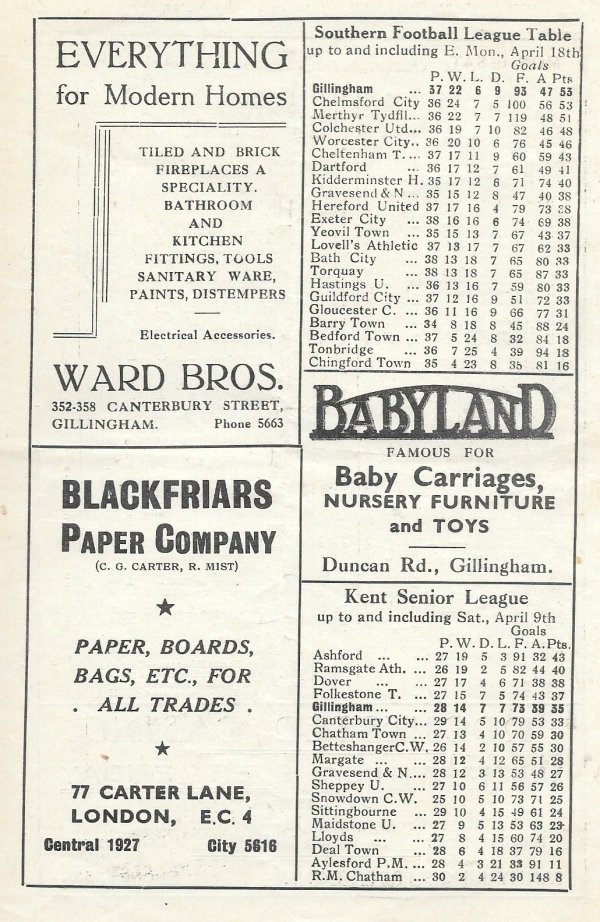 EVERYTHING
for Modern Homes
TILED AND BRICK
FIREPLACES A
SPECIALITY.
BATHROOM
AND
KITCHEN
FITTINGS, TOOLS
SANITARY WARE,
PAINTS, DISTEMPERS
Electrical Accessories.
WARD BROS.
352-358 CANTERBURY STREET,
GILLINGHAM. Phone 5663
BLACKFRIARS
PAPER COMPANY
(C. G. CARTER, R. MIST)
★
PAPER, BOARDS,
BAGS, ETC., FOR
. ALL TRADES .
★
77 CARTER LANE,
LONDON, E.C. 4
Central 1927 City 5616
Southern Football League Table
up to and including E. Mon., April 18th
Goals
P. W. L. D. F. A Pts
Gillingham ... 37 22 6 9 93 47 53
Chelmsford City 36 24 7 5 100 56 53
Merthyr Tydfil... 36 22 7 7 119 48 51
Colchester Utd... 36 19 7 10 82 46 48
Worcester City.. 36 20 10 6 76 45 46
Cheltenham T. ... 37 17 11 9 60 59 43
Dartford ... 36 17 12 7 61 49 41
Kidderminster H. 35 17 12 6 71 74 40
Gravesend & N ... 35 15 12 8 47 40 38
Hereford United 37 17 16 4 79 73 38
Exeter City ... 38 16 16 6 74 69 38
Yeovil Town ... 35 15 13 7 67 43 37
Lovell's Athletic 37 13 17 7 67 62 33
Bath City ... 38 13 18 7 65 80 33
Torquay ... 38 13 18 7 65 87 33
Hastings U. ... 36 13 16 7 59 80 33
Guildford City ... 37 12 16 9 51 72 33
Gloucester C. ... 36 11 16 9 66 77 31
Barry Town ... 34 8 18 8 45 88 24
Bedford Town ... 37 5 24 8 32 84 18
Tonbridge ... 36 7 25 4 39 94 18
Chingford Town 35 4 23 8 35 81 16
BABYLAND
FAMOUS FOR
Baby Carriages,
NURSERY FURNITURE
and TOYS
Duncan Rd., Gillingham.
Kent Senior League
up to and including Sat., April 9th
Goals
P. W. D. L. F. A. Pts.
Ashford ... ... 27 19 5 3 91 32 43
Ramsgate Ath. ... 26 19 2 5 82 44 40
Dover ... ... 27 17 4 6 71 38 38
Folkestone T. ... 27 15 7 5 74 43 37
Gillingham ... ... 28 14 7 7 73 39 35
Canterbury City... 29 14 5 10 79 53 33
Chatham Town ... 27 13 4 10 70 59 30
Betteshanger C.W. 26 14 2 10 57 55 30
Margate ... ... 28 12 4 12 65 51 28
Gravesend & N.... 28 12 3 13 53 48 27
Sheppey U. ... 27 10 6 11 56 57 26
Snowdown C.W. 25 10 5 10 73 71 25
Sittingbourne ... 29 10 4 15 49 61 24
Maidstone U. ... 27 9 5 13 53 63 23
Lloyds ... ... 27 8 4 15 60 74 20
Deal Town ... 28 6 4 18 37 79 16
Aylesford P.M. ... 28 4 3 21 33 91 11
R.M. Chatham ... 30 2 4 24 30 148 8